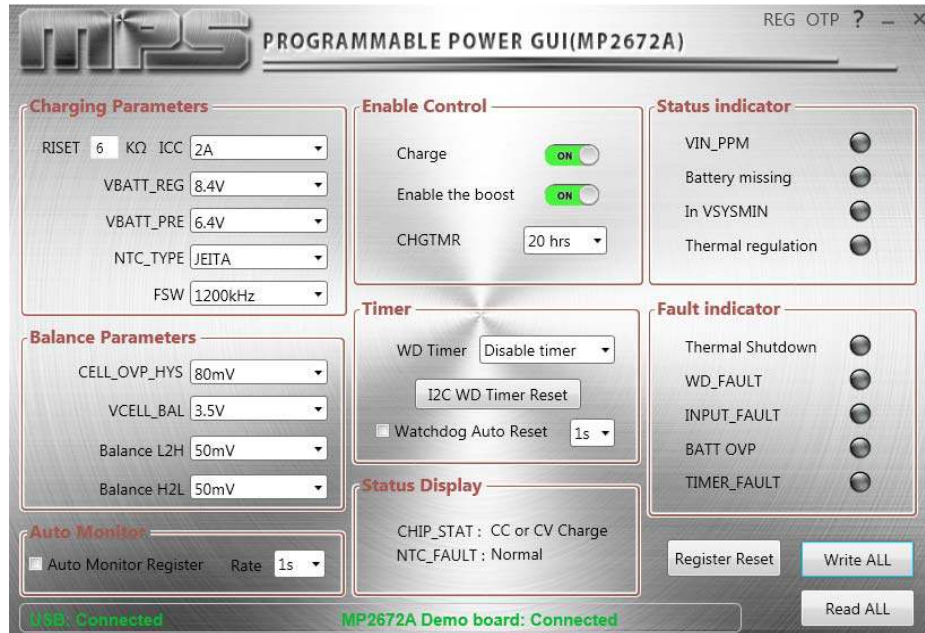 MPS
PROGRAMMABLE POWER GUI(MP2672A)
REG OTP ? _ ×
Charging Parameters
RISET 6 KΩ ICC 2A
VBATT_REG 8.4V
VBATT_PRE 6.4V
NTC_TYPE JEITA
FSW 1200kHz
Balance Parameters
CELL_OVP_HYS 80mV
VCELL_BAL 3.5V
Balance L2H 50mV
Balance H2L 50mV
Auto Monitor
Auto Monitor Register Rate 1s
Enable Control
Charge ON
Enable the boost ON
CHGTMR 20 hrs
Timer
WD Timer Disable timer
I2C WD Timer Reset
Watchdog Auto Reset 1s
Status Display
CHIP_STAT : CC or CV Charge
NTC_FAULT : Normal
Status indicator
VIN_PPM
Battery missing
In VSYSMIN
Thermal regulation
Fault indicator
Thermal Shutdown
WD_FAULT
INPUT_FAULT
BATT OVP
TIMER_FAULT
Register Reset
Write ALL
Read ALL
USB: Connected
MP2672A Demo board: Connected